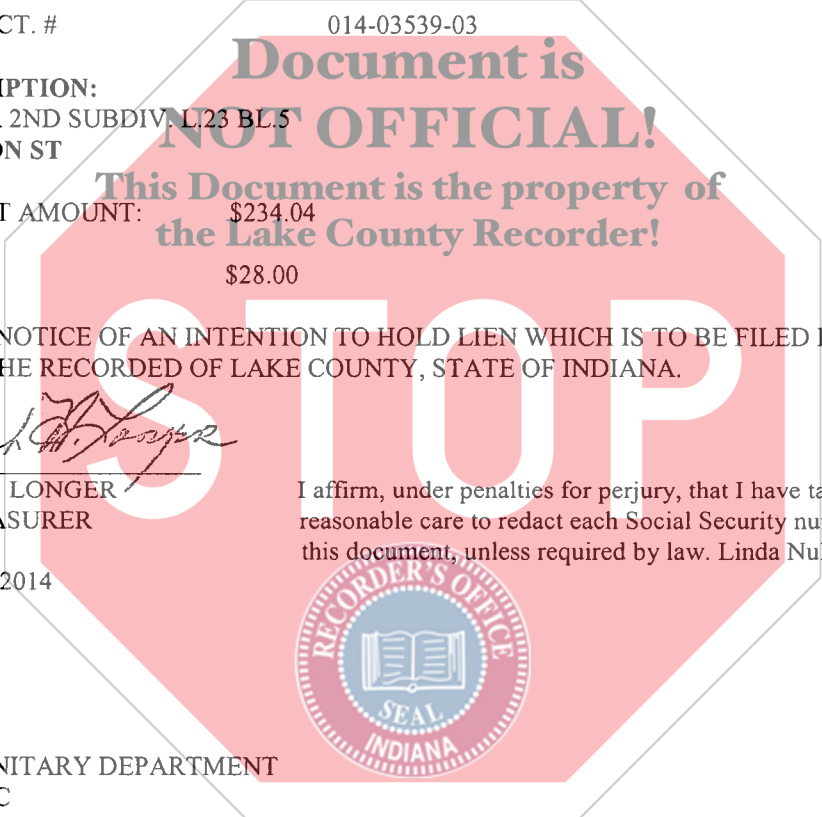 CT. # 014-03539-03
Document is
IPTION:
2ND SUBDIV. L.23 BL.5
NOT OFFICIAL!
ON ST
This Document is the property of
T AMOUNT: $234.04
the Lake County Recorder!
$28.00
STOP
NOTICE OF AN INTENTION TO HOLD LIEN WHICH IS TO BE FILED
HE RECORDED OF LAKE COUNTY, STATE OF INDIANA.
LONGER
ASURER
I affirm, under penalties for perjury, that I have ta
reasonable care to redact each Social Security nu
this document, unless required by law. Linda Nu
2014
RECORDER'S OFFICE
SEAL
INDIANA
NITARY DEPARTMENT
C